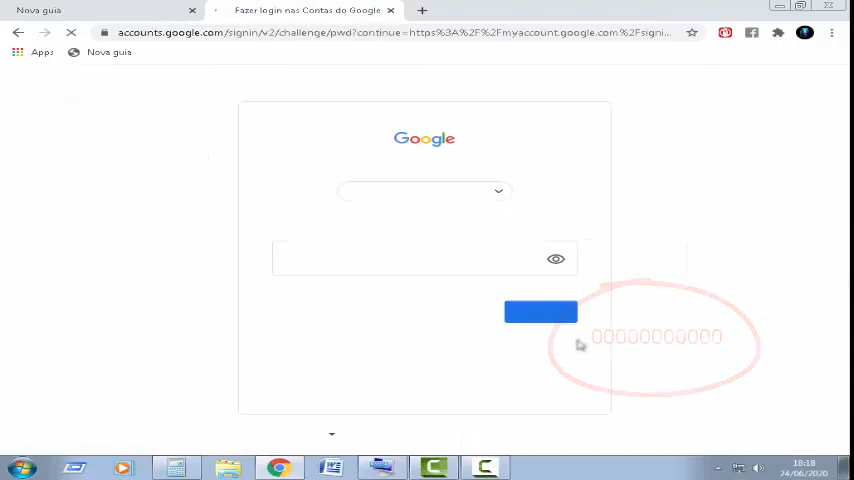 Nova guia
Fazer login nas Contas do Google
accounts.google.com/signin/v2/challenge/pwd?continue=https%3A%2F%2Fmyaccount.google.com%2Fsigni...
Apps
Nova guia
Google
00000000000
18:18
24/06/2020